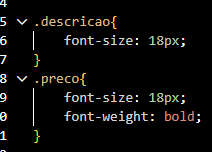 4
5 .descricao{
6 font-size: 18px;
7 }
8 .preco{
9 font-size: 18px;
0 font-weight: bold;
1 }